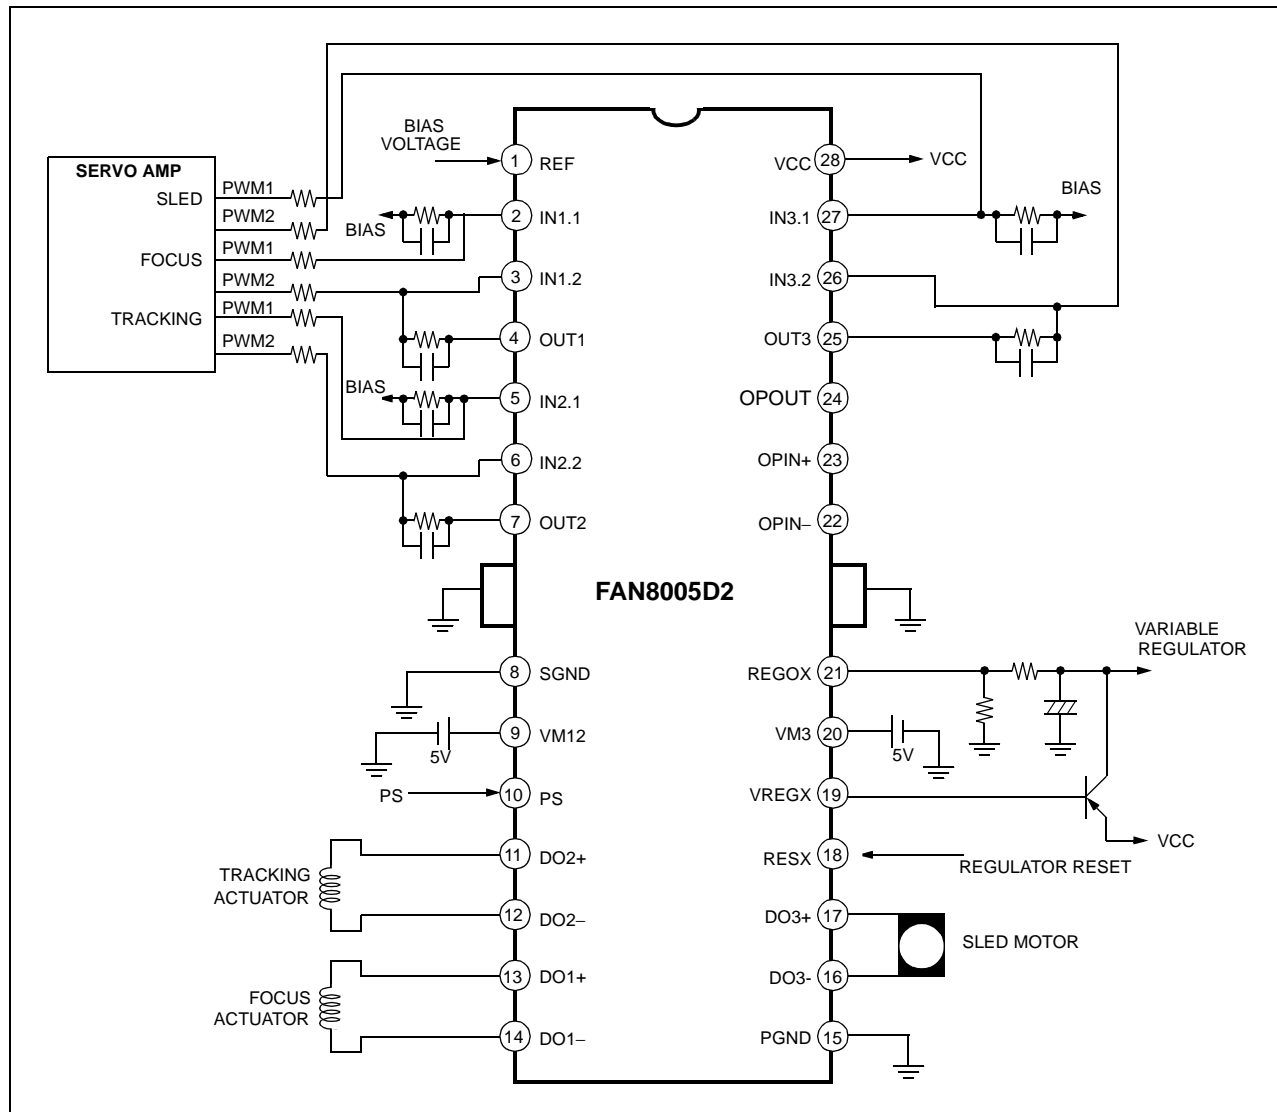 SERVO AMP
SLED
FOCUS
TRACKING
PWM1
PWM2
PWM1
PWM2
PWM1
PWM2
BIAS
VOLTAGE
BIAS
BIAS
1 REF
2 IN1.1
3 IN1.2
4 OUT1
5 IN2.1
6 IN2.2
7 OUT2
8 SGND
9 VM12
5V
10 PS
PS
11 DO2+
12 DO2–
TRACKING
ACTUATOR
13 DO1+
14 DO1–
FOCUS
ACTUATOR
FAN8005D2
VCC 28 VCC
IN3.1 27
BIAS
IN3.2 26
OUT3 25
OPOUT 24
OPIN+ 23
OPIN– 22
REGOX 21
VARIABLE
REGULATOR
VM3 20
5V
VREGX 19
VCC
RESX 18
REGULATOR RESET
DO3+ 17
SLED MOTOR
DO3- 16
PGND 15